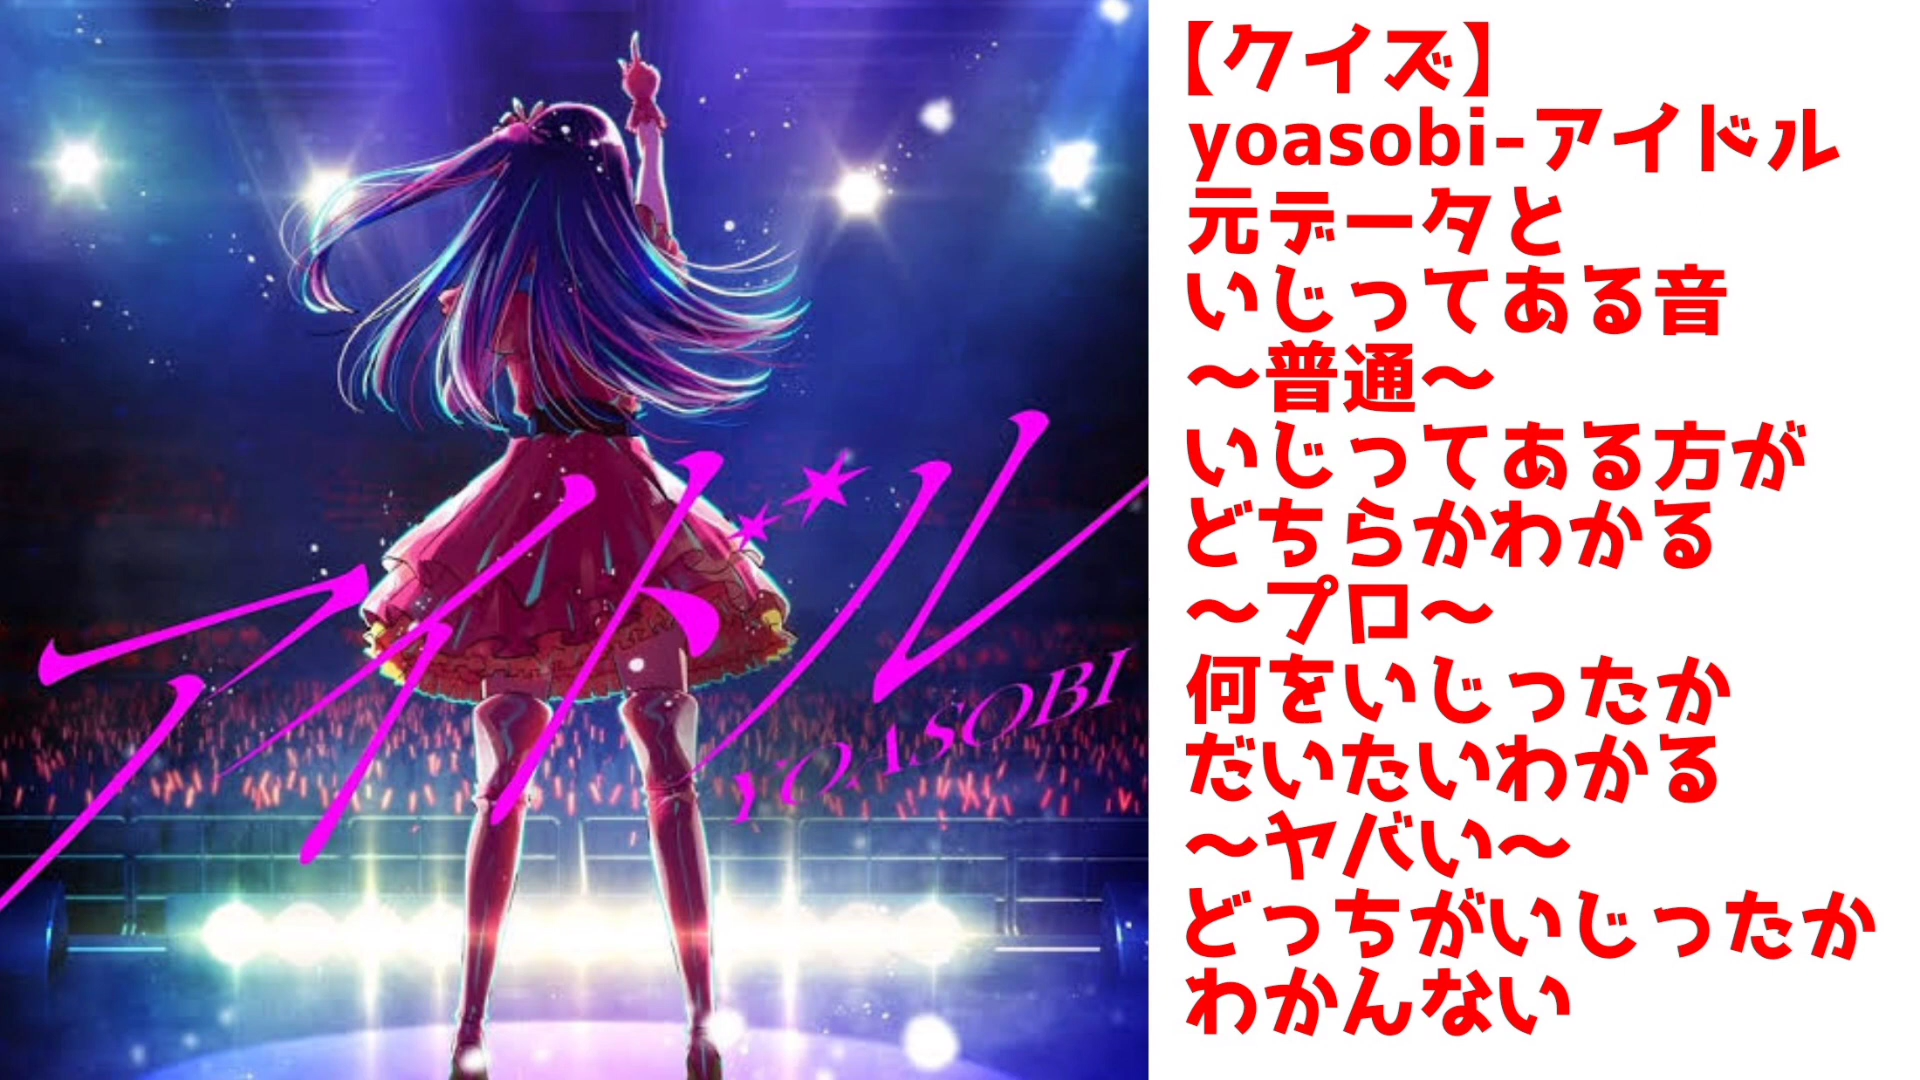 アイドル
YOASOBI
【クイズ】
yoasobi-アイドル
元データと
いじってある音
～普通～
いじってある方が
どちらかわかる
～プロ～
何をいじったか
だいたいわかる
～ヤバい～
どっちがいじったか
わかんない